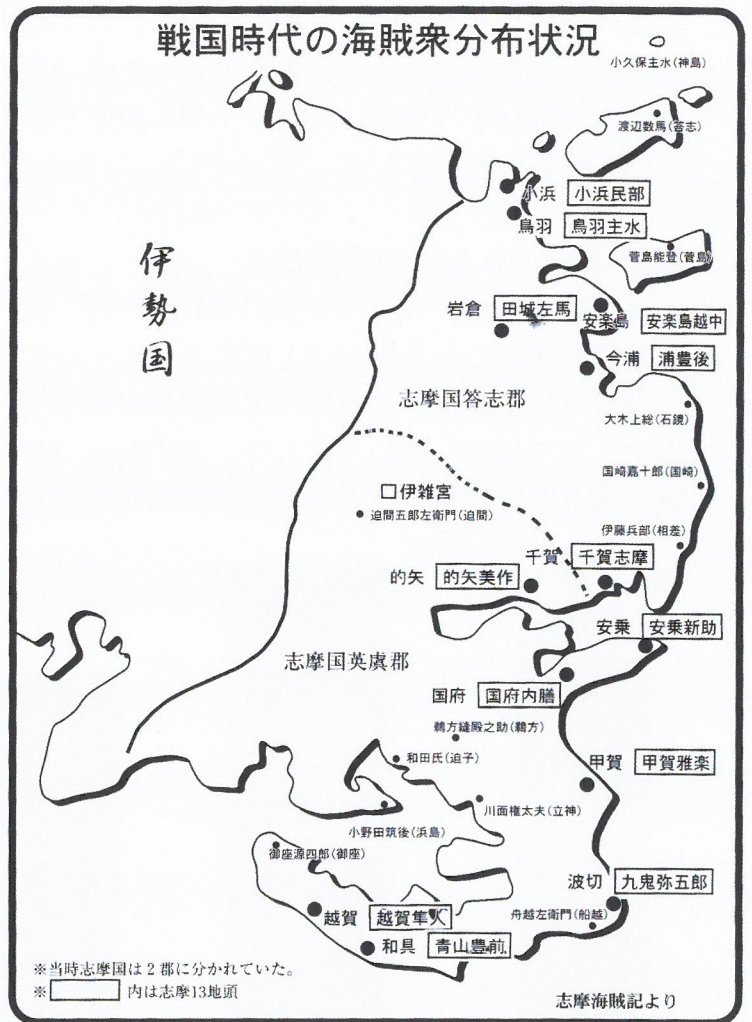 戦国時代の海賊衆分布状況
小久保主水(神島)
渡辺数馬(答志)
小浜 小浜民部
鳥羽 鳥羽主水
菅島能登(菅島)
伊勢国
岩倉 田城左馬
安楽島 安楽島越中
今浦 浦豊後
志摩国答志郡
大木上総(石鏡)
国崎嘉十郎(国崎)
□伊雑宮
迫間五郎左衛門(迫間)
伊藤兵部(相差)
千賀 千賀志摩
的矢 的矢美作
安乗 安乗新助
志摩国英虞郡
国府 国府内膳
鵜方縫殿之助(鵜方)
和田氏(迫子)
甲賀 甲賀雅楽
川面権太夫(立神)
小野田筑後(浜島)
御座源四郎(御座)
波切 九鬼弥五郎
越賀 越賀隼人
舟越左衛門(船越)
和具 青山豊前
※当時志摩国は2郡に分かれていた。
※ 内は志摩13地頭
志摩海賊記より